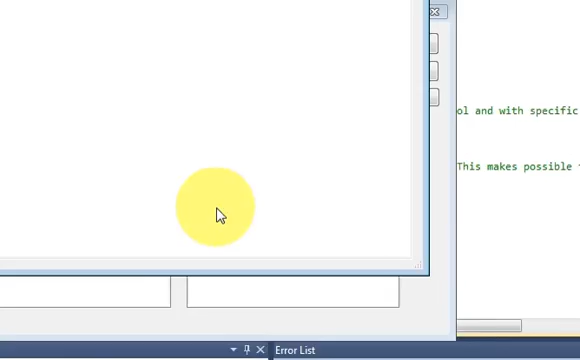 ol and with specific
This makes possible
Error List